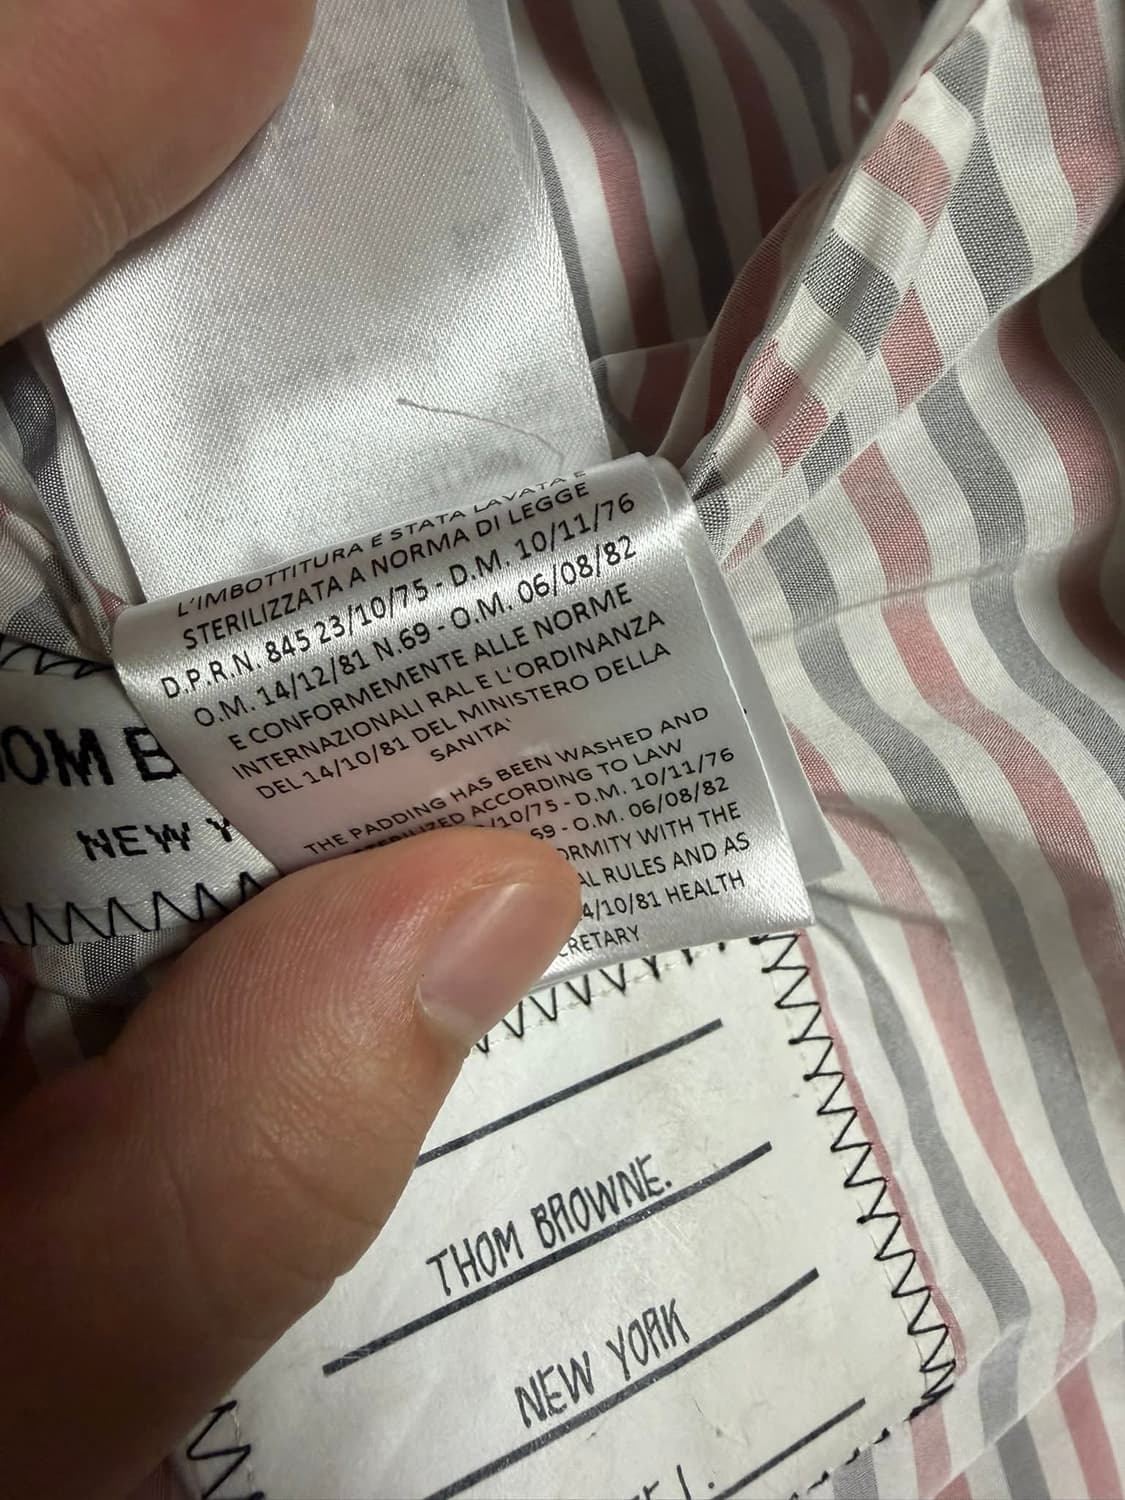 L'IMBOTTITURA E STATA LAVATA E
STERILIZZATA A NORMA DI LEGGE
D.P.R.N. 845 23/10/75 - D.M. 10/11/76
O.M. 14/12/81 N.69 - O.M. 06/08/82
E CONFORMEMENTE ALLE NORME
INTERNAZIONALI RAL E L'ORDINANZA
DEL 14/10/81 DEL MINISTERO DELLA
SANITA'
THE PADDING HAS BEEN WASHED AND
ACCORDING TO LAW
/10/75 - D.M. 10/11/76
69 - O.M. 06/08/82
WITH THE
RULES AND AS
4/10/81 HEALTH
NEW
THOM BROWNE.
NEW YORK